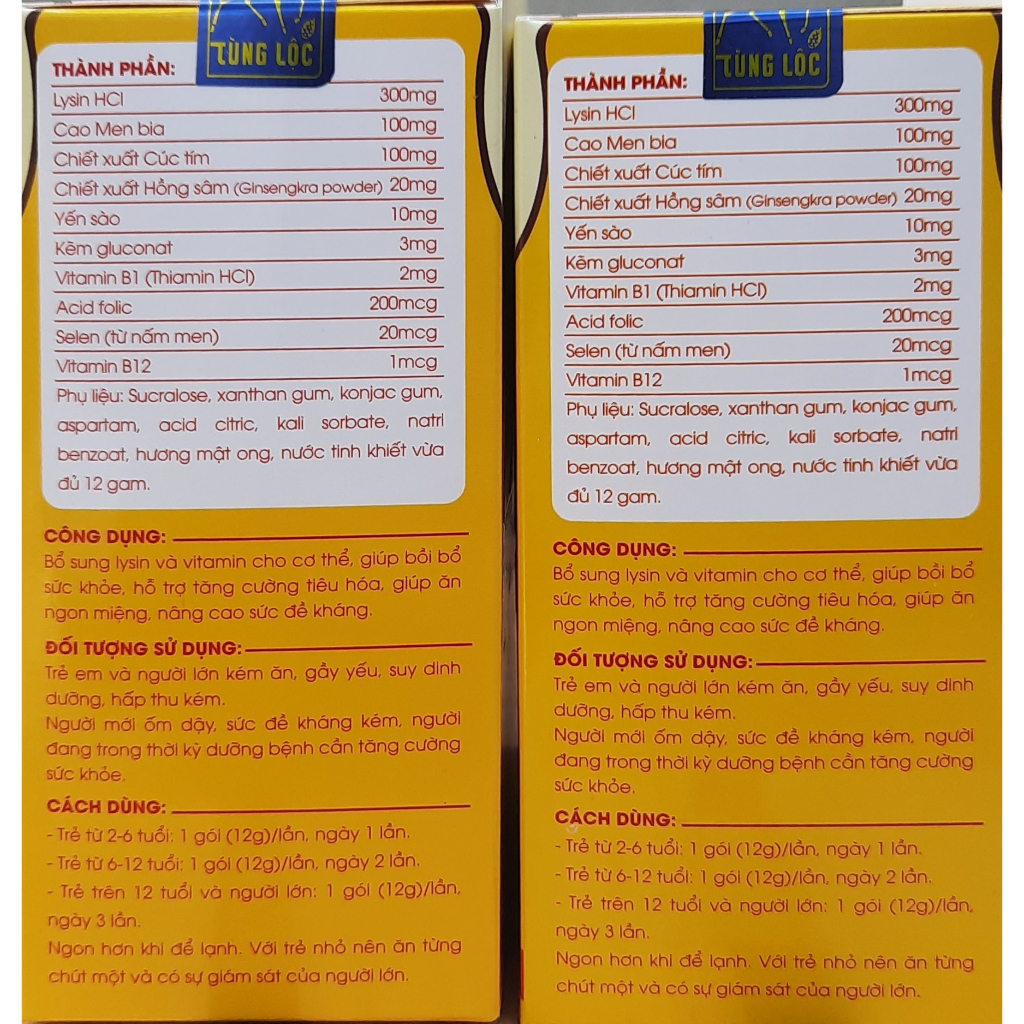 TÙNG LỘC
THÀNH PHẦN:
Lysin HCl 300mg
Cao Men bia 100mg
Chiết xuất Cúc tím 100mg
Chiết xuất Hồng sâm (Ginsengkra powder) 20mg
Yến sào 10mg
Kẽm gluconat 3mg
Vitamin B1 (Thiamin HCl) 2mg
Acid folic 200mcg
Selen (từ nấm men) 20mcg
Vitamin B12 1mcg
Phụ liệu: Sucralose, xanthan gum, konjac gum,
aspartam, acid citric, kali sorbate, natri
benzoat, hương mật ong, nước tinh khiết vừa
đủ 12 gam.
CÔNG DỤNG:
Bổ sung lysin và vitamin cho cơ thể, giúp bồi bổ
sức khỏe, hỗ trợ tăng cường tiêu hóa, giúp ăn
ngon miệng, nâng cao sức đề kháng.
ĐỐI TƯỢNG SỬ DỤNG:
Trẻ em và người lớn kém ăn, gầy yếu, suy dinh
dưỡng, hấp thu kém.
Người mới ốm dậy, sức đề kháng kém, người
đang trong thời kỳ dưỡng bệnh cần tăng cường
sức khỏe.
CÁCH DÙNG:
- Trẻ từ 2-6 tuổi: 1 gói (12g)/lần, ngày 1 lần.
- Trẻ từ 6-12 tuổi: 1 gói (12g)/lần, ngày 2 lần.
- Trẻ trên 12 tuổi và người lớn: 1 gói (12g)/lần,
ngày 3 lần.
Ngon hơn khi để lạnh. Với trẻ nhỏ nên ăn từng
chút một và có sự giám sát của người lớn.
TÙNG LỘC
THÀNH PHẦN:
Lysin HCl 300mg
Cao Men bia 100mg
Chiết xuất Cúc tím 100mg
Chiết xuất Hồng sâm (Ginsengkra powder) 20mg
Yến sào 10mg
Kẽm gluconat 3mg
Vitamin B1 (Thiamin HCl) 2mg
Acid folic 200mcg
Selen (từ nấm men) 20mcg
Vitamin B12 1mcg
Phụ liệu: Sucralose, xanthan gum, konjac gum,
aspartam, acid citric, kali sorbate, natri
benzoat, hương mật ong, nước tinh khiết vừa
đủ 12 gam.
CÔNG DỤNG:
Bổ sung lysin và vitamin cho cơ thể, giúp bồi bổ
sức khỏe, hỗ trợ tăng cường tiêu hóa, giúp ăn
ngon miệng, nâng cao sức đề kháng.
ĐỐI TƯỢNG SỬ DỤNG:
Trẻ em và người lớn kém ăn, gầy yếu, suy dinh
dưỡng, hấp thu kém.
Người mới ốm dậy, sức đề kháng kém, người
đang trong thời kỳ dưỡng bệnh cần tăng cường
sức khỏe.
CÁCH DÙNG:
- Trẻ từ 2-6 tuổi: 1 gói (12g)/lần, ngày 1 lần.
- Trẻ từ 6-12 tuổi: 1 gói (12g)/lần, ngày 2 lần.
- Trẻ trên 12 tuổi và người lớn: 1 gói (12g)/lần,
ngày 3 lần.
Ngon hơn khi để lạnh. Với trẻ nhỏ nên ăn từng
chút một và có sự giám sát của người lớn.